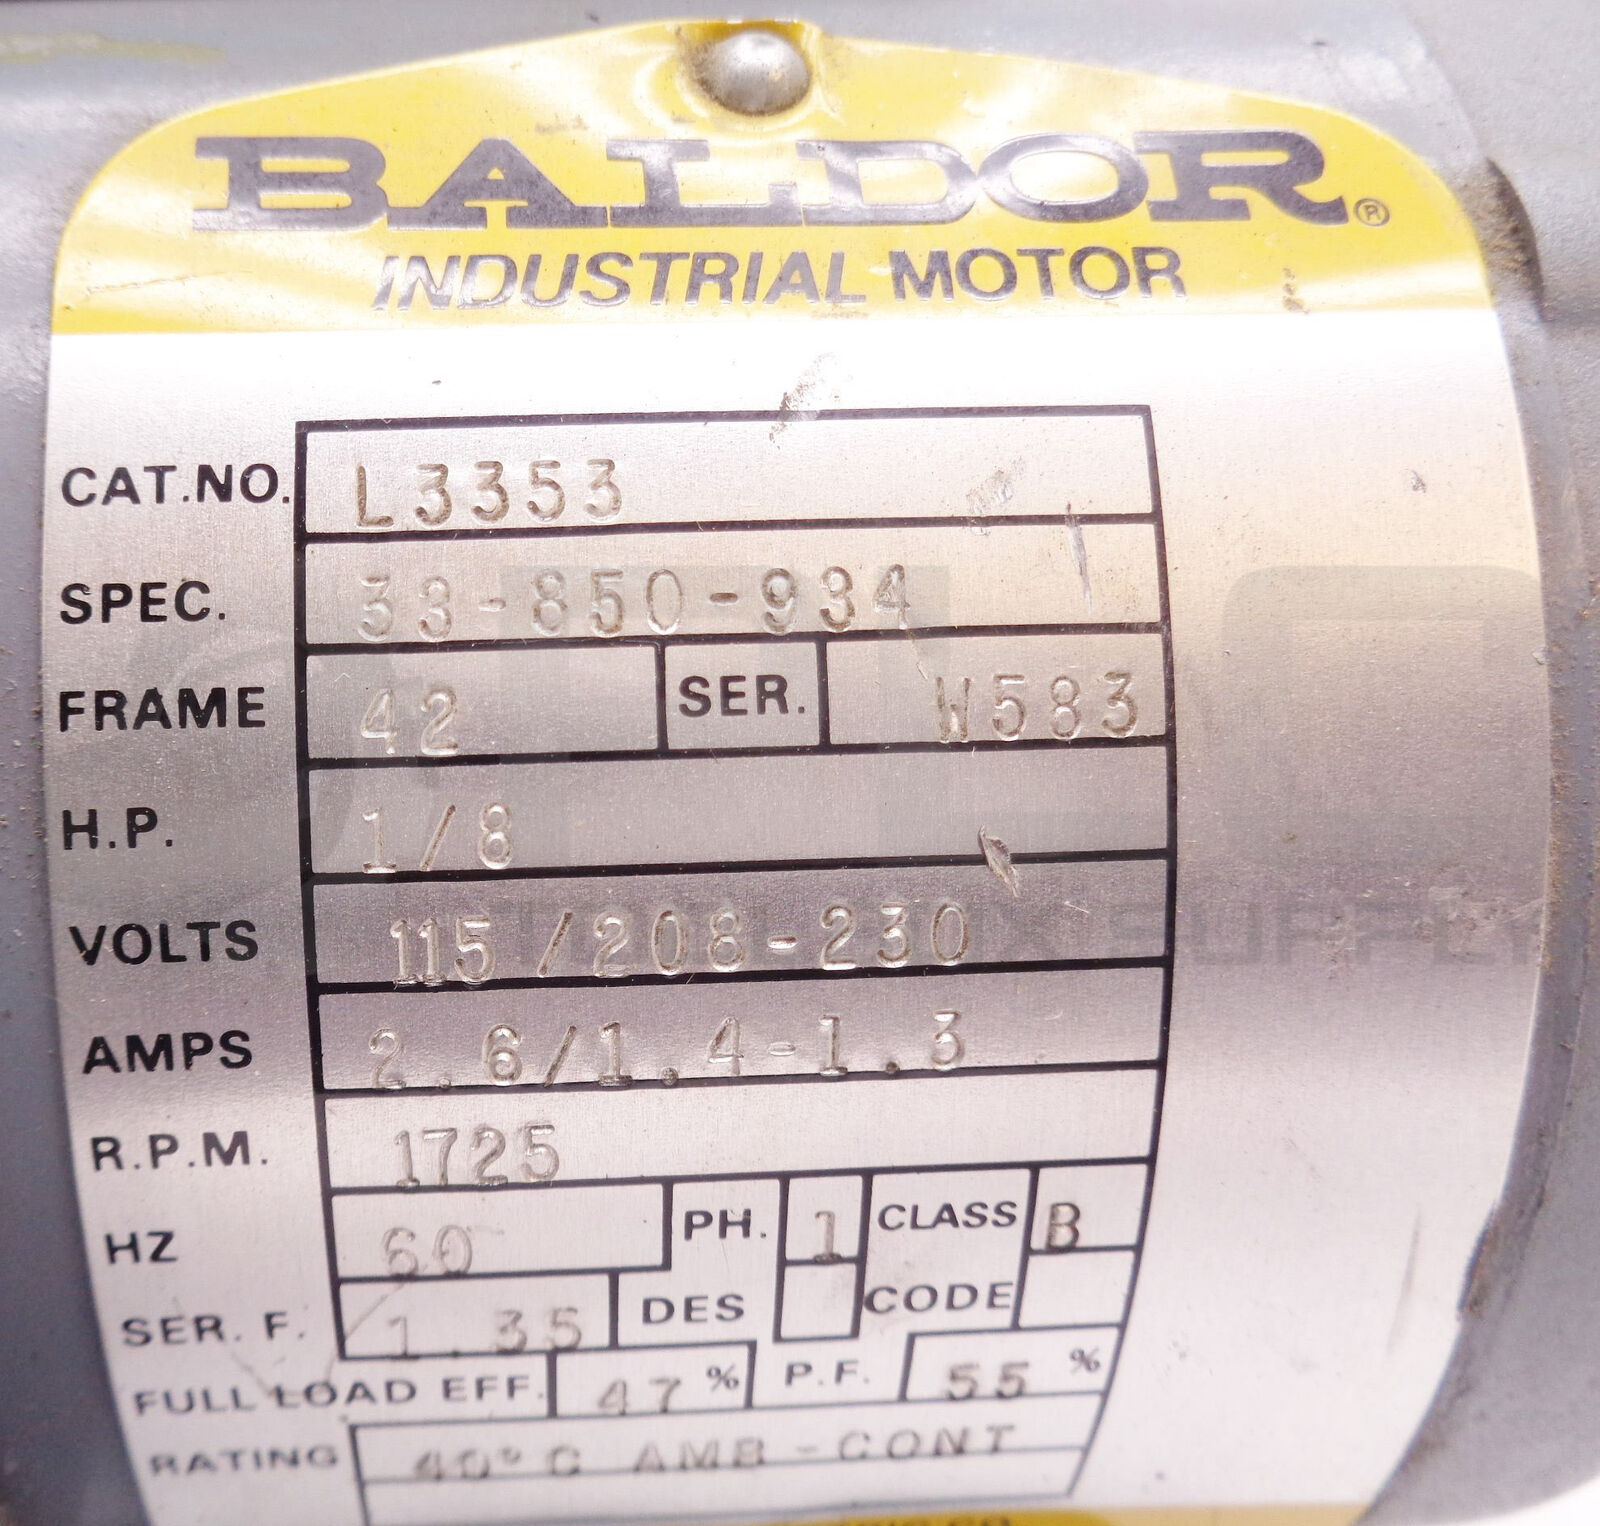 BALDOR®
INDUSTRIAL MOTOR
CAT.NO. L3353
SPEC. 33-850-934
FRAME 42 SER. W583
H.P. 1/8
VOLTS 115/208-230
AMPS 2.6/1.4-1.3
R.P.M. 1725
HZ 60 PH. 1 CLASS B
SER. F. 1.35 DES CODE
FULL LOAD EFF. 47 % P.F. 55 %
RATING 40°C AMB-CONT
SUPPLY